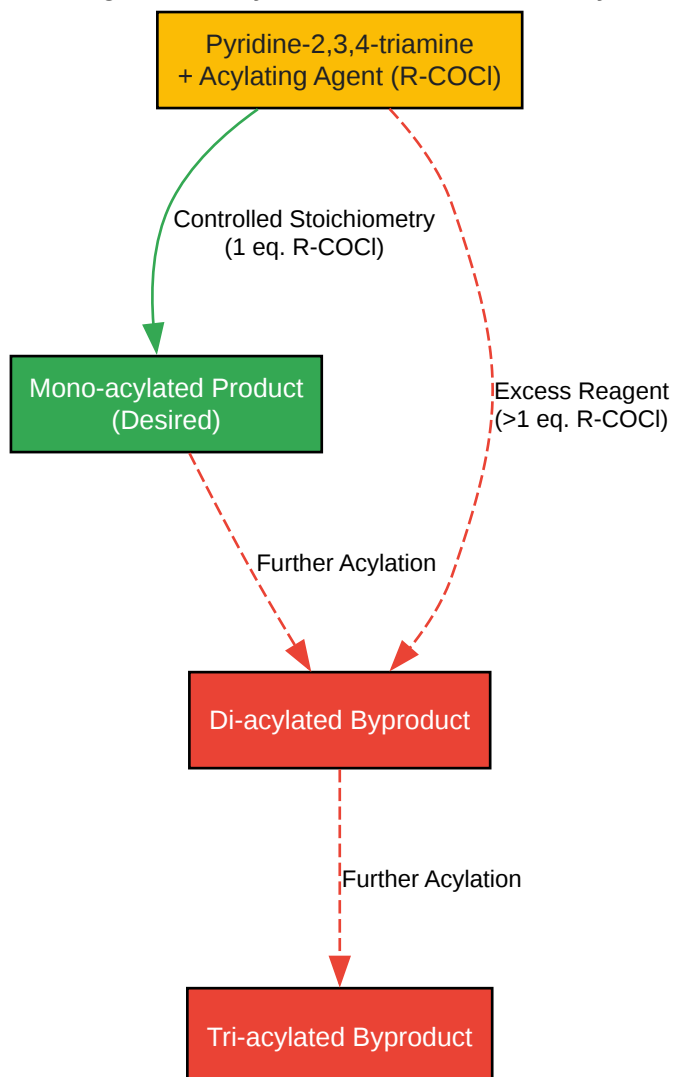 Pyridine-2,3,4-triamine
+ Acylating Agent (R-COCl)
Controlled Stoichiometry
(1 eq. R-COCl)
Mono-acylated Product
(Desired)
Excess Reagent
(>1 eq. R-COCl)
Further Acylation
Di-acylated Byproduct
Further Acylation
Tri-acylated Byproduct